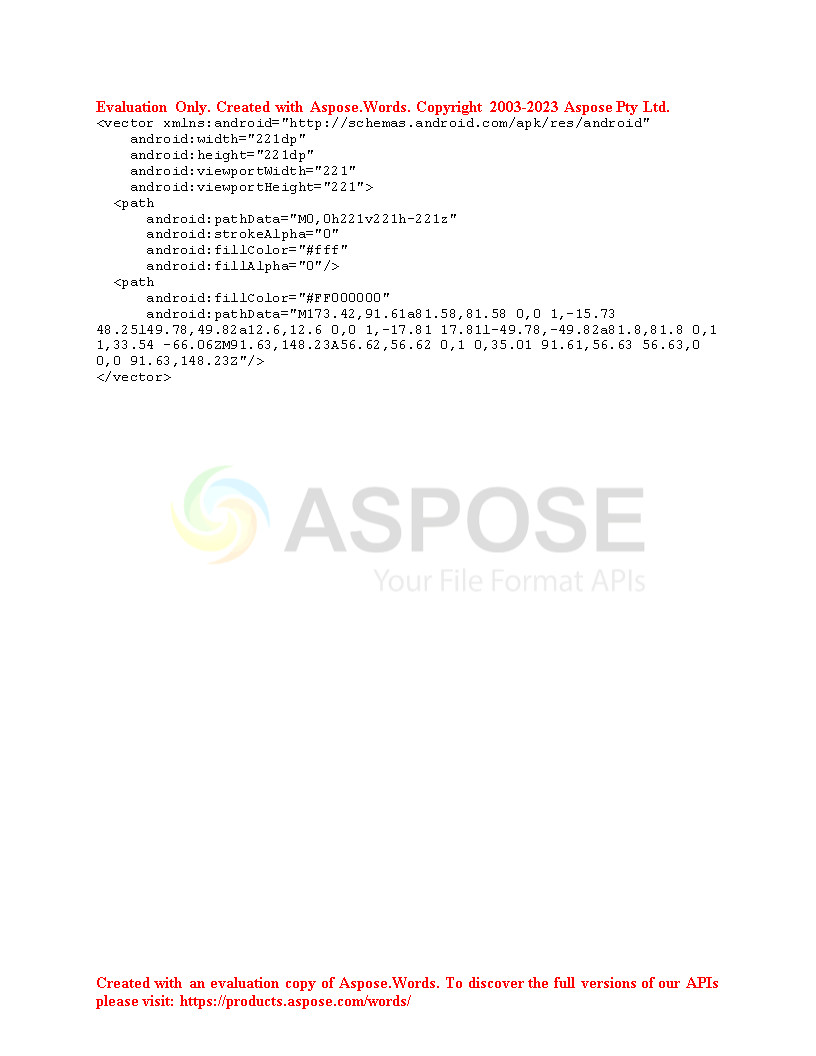 Evaluation Only. Created with Aspose.Words. Copyright 2003-2023 Aspose Pty Ltd.
<vector xmlns:android="http://schemas.android.com/apk/res/android"
    android:width="221dp"
    android:height="221dp"
    android:viewportWidth="221"
    android:viewportHeight="221">
  <path
      android:pathData="M0,0h221v221h-221z"
      android:strokeAlpha="0"
      android:fillColor="#fff"
      android:fillAlpha="0"/>
  <path
      android:fillColor="#FF000000"
      android:pathData="M173.42,91.61a81.58,81.58 0,0 1,-15.73
48.25l49.78,49.82a12.6,12.6 0,0 1,-17.81 17.81l-49.78,-49.82a81.8,81.8 0,1
1,33.54 -66.06ZM91.63,148.23A56.62,56.62 0,1 0,35.01 91.61,56.63 56.63,0
0,0 91.63,148.23Z"/>
</vector>
ASPOSE
Your File Format APIs
Created with an evaluation copy of Aspose.Words. To discover the full versions of our APIs
please visit: https://products.aspose.com/words/